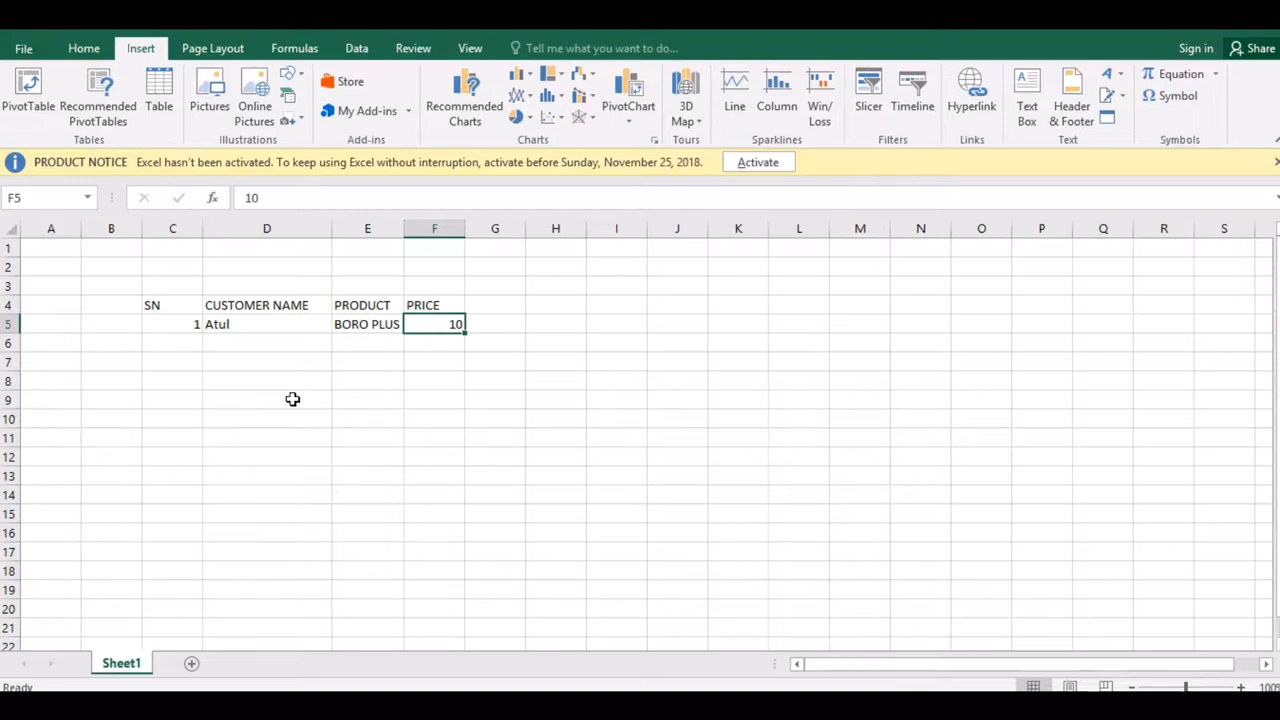 File Home Insert Page Layout Formulas Data Review View Tell me what you want to do... Sign in Share
PivotTable Recommended PivotTables Table
Pictures Online Pictures
Store
My Add-ins
Recommended Charts
PivotChart
3D Map
Line Column Win/Loss
Slicer Timeline
Hyperlink
Text Box Header & Footer
Equation
Symbol
Tables Illustrations Add-ins Charts Tours Sparklines Filters Links Text Symbols
PRODUCT NOTICE Excel hasn't been activated. To keep using Excel without interruption, activate before Sunday, November 25, 2018. Activate
F5 fx 10
A B C D E F G H I J K L M N O P Q R S
1
2
3
4 SN CUSTOMER NAME PRODUCT PRICE
5 1 Atul BORO PLUS 10
6
7
8
9
10
11
12
13
14
15
16
17
18
19
20
21
22
Sheet1
Ready 100%